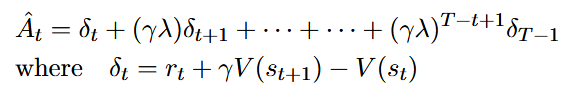 Â_t = δ_t + (γλ)δ_{t+1} + ··· + ··· + (γλ)^{T−t+1}δ_{T−1}
where δ_t = r_t + γV(s_{t+1}) − V(s_t)